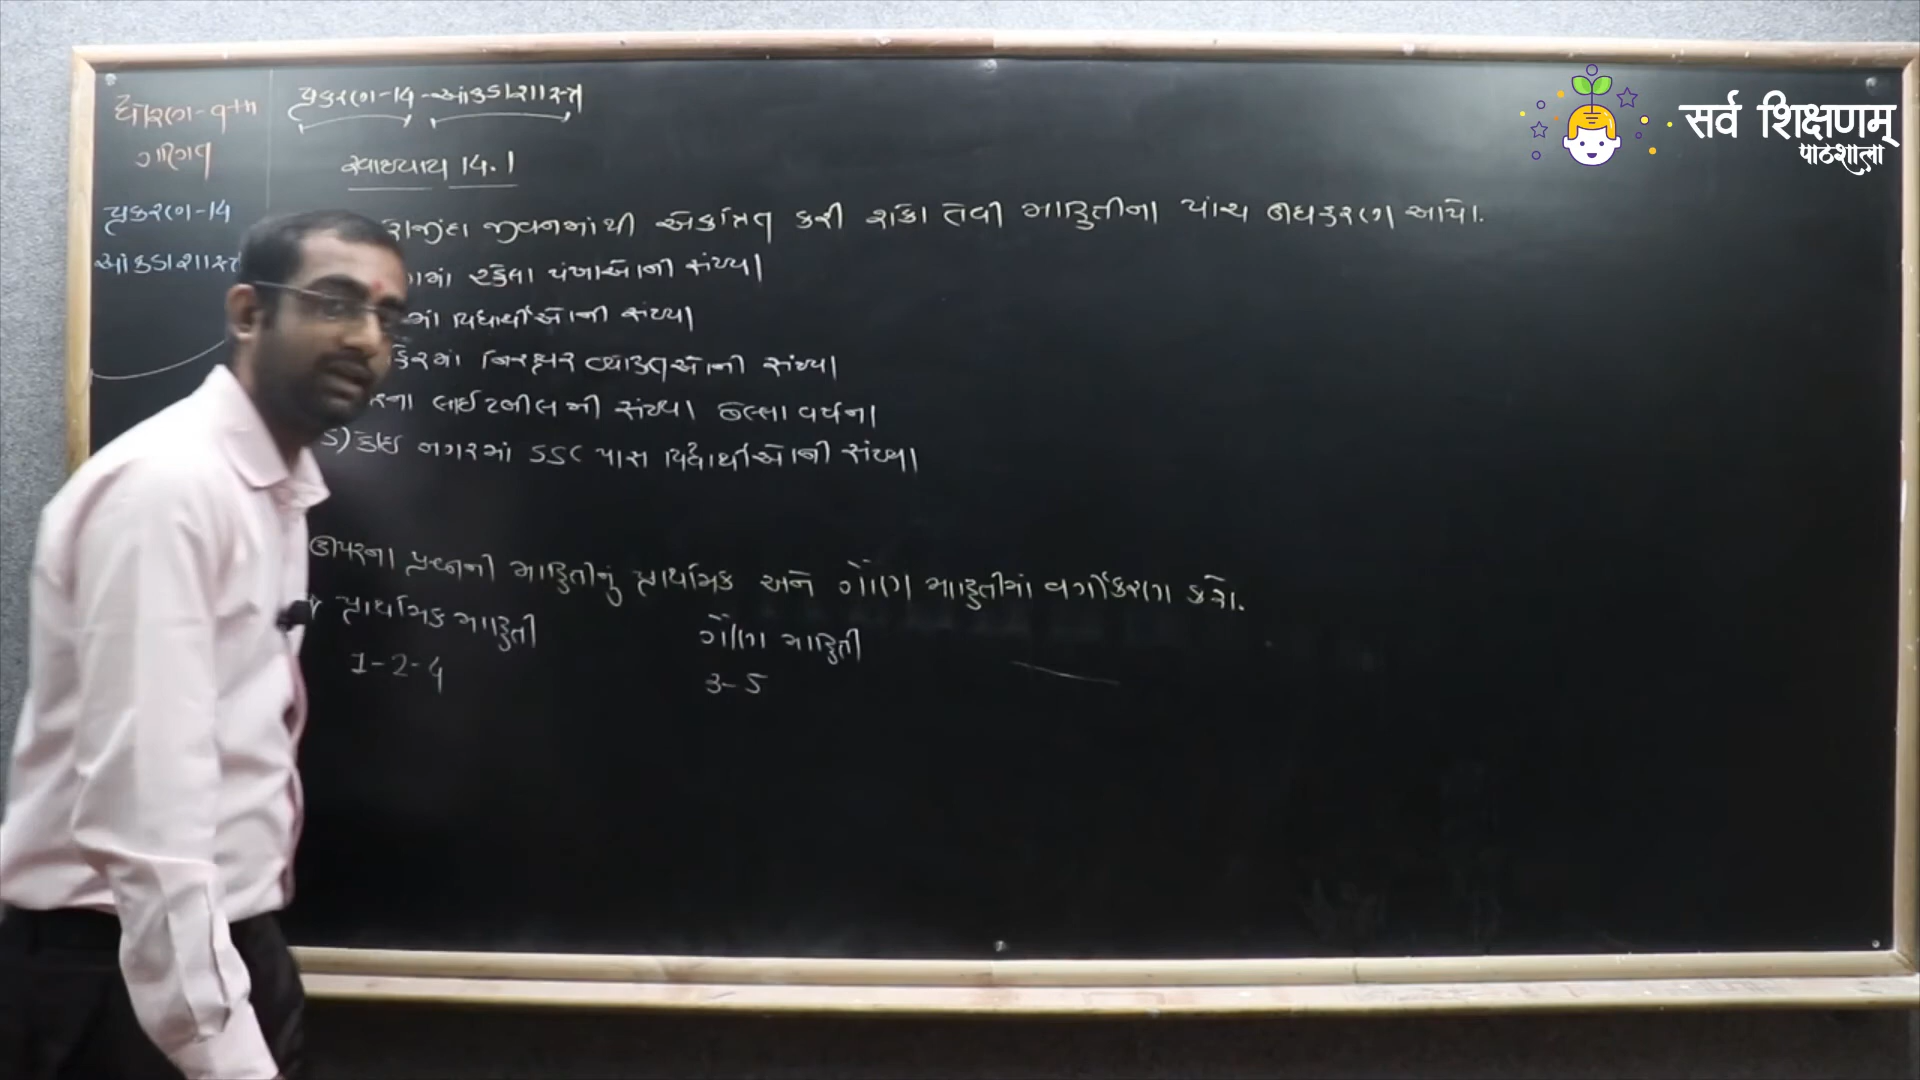 ધોરણ-9th
ગણિત
પ્રકરણ-14
આંકડાશાસ્ત્ર
પ્રકરણ-14-આંકડાશાસ્ત્ર
સ્વાધ્યાય 14.1
રોજીંદા જીવનમાંથી એકત્રિત કરી શકો તેવી માહિતીના પાંચ ઉદાહરણ આપો.
રહેલા પંખાઓની સંખ્યા
માં વિદ્યાર્થીઓની સંખ્યા
નિરક્ષર વ્યક્તિઓની સંખ્યા
લાઈટબીલની સંખ્યા છેલ્લા વર્ષના
5) કોઈ નગરમાં SSC પાસ વિદ્યાર્થીઓની સંખ્યા
ઉપરના પ્રશ્નની માહિતીનું પ્રાથમિક અને ગૌણ માહિતીમાં વર્ગીકરણ કરો.
પ્રાથમિક માહિતી
1-2-4
ગૌણ માહિતી
3-5
सर्व शिक्षणम्
पाठशाला